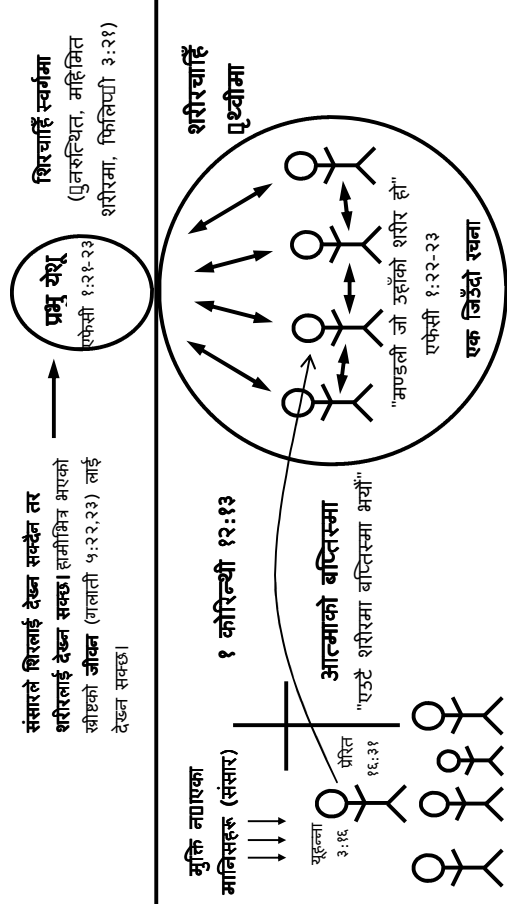 संसारले शिरलाई देख्न सक्दैन तर
शरीरलाई देख्न सक्छ। हामीभित्र भएको
ख्रीष्टको जीवन (गलाती ५:२२,२३) लाई
देख्न सक्छ।
प्रभु येशू
एफेसी १:२१-२३
शिरचाहिँ स्वर्गमा
(पुनरुत्थित, महिमित
शरीरमा, फिलिप्पी ३:२१)
मुक्ति नपाएका
मानिसहरू (संसार)
यूहन्ना
३:१६
प्रेरित
१६:३१
१ कोरिन्थी १२:१३
आत्माको बप्तिस्मा
"एउटै शरीरमा बप्तिस्मा भयौं"
शरीरचाहिँ
पृथ्वीमा
"मण्डली जो उहाँको शरीर हो"
एफेसी १:२२-२३
एक जिउँदो रचना